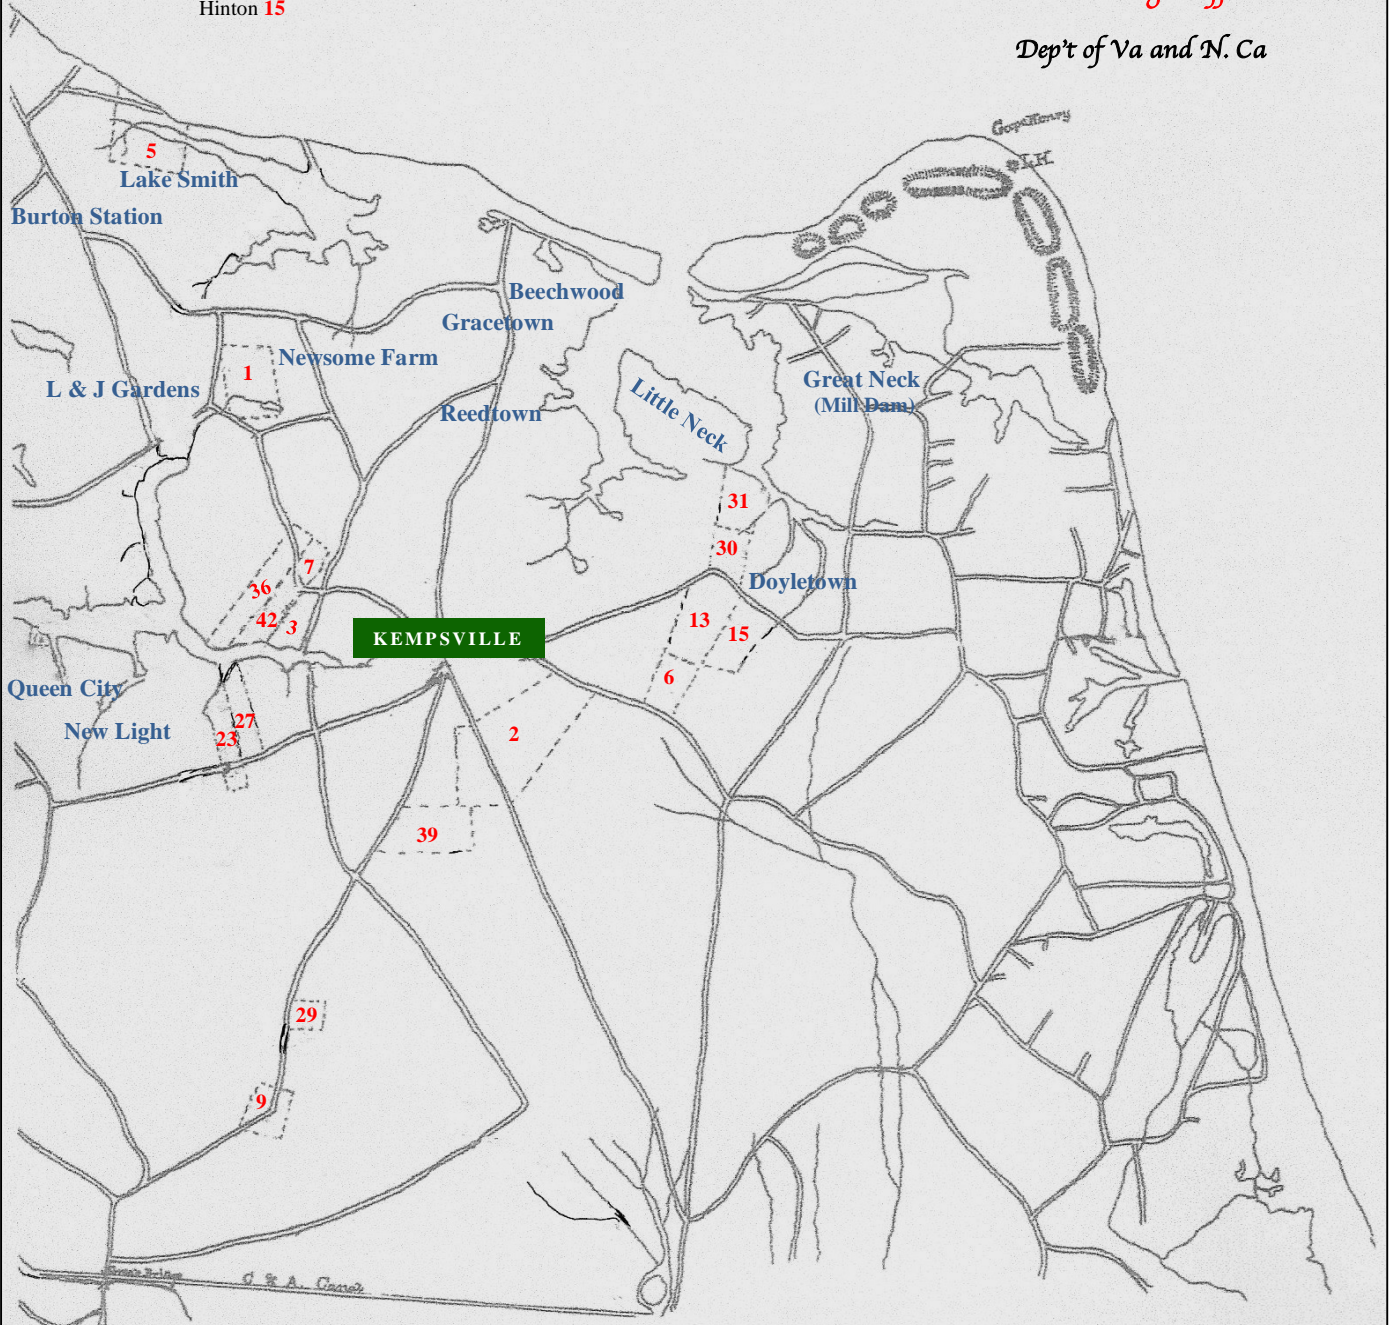 Hinton 15
Dep't of Va and N. Ca
Cape Henry
L.H.
5
Lake Smith
Burton Station
Beechwood
Gracetown
Newsome Farm
1
L & J Gardens
Great Neck
(Mill Dam)
Little Neck
Reedtown
31
30
7
Doyletown
36
42
3
13
15
KEMPSVILLE
6
Queen City
27
New Light
23
2
39
29
9
C & A. Canal